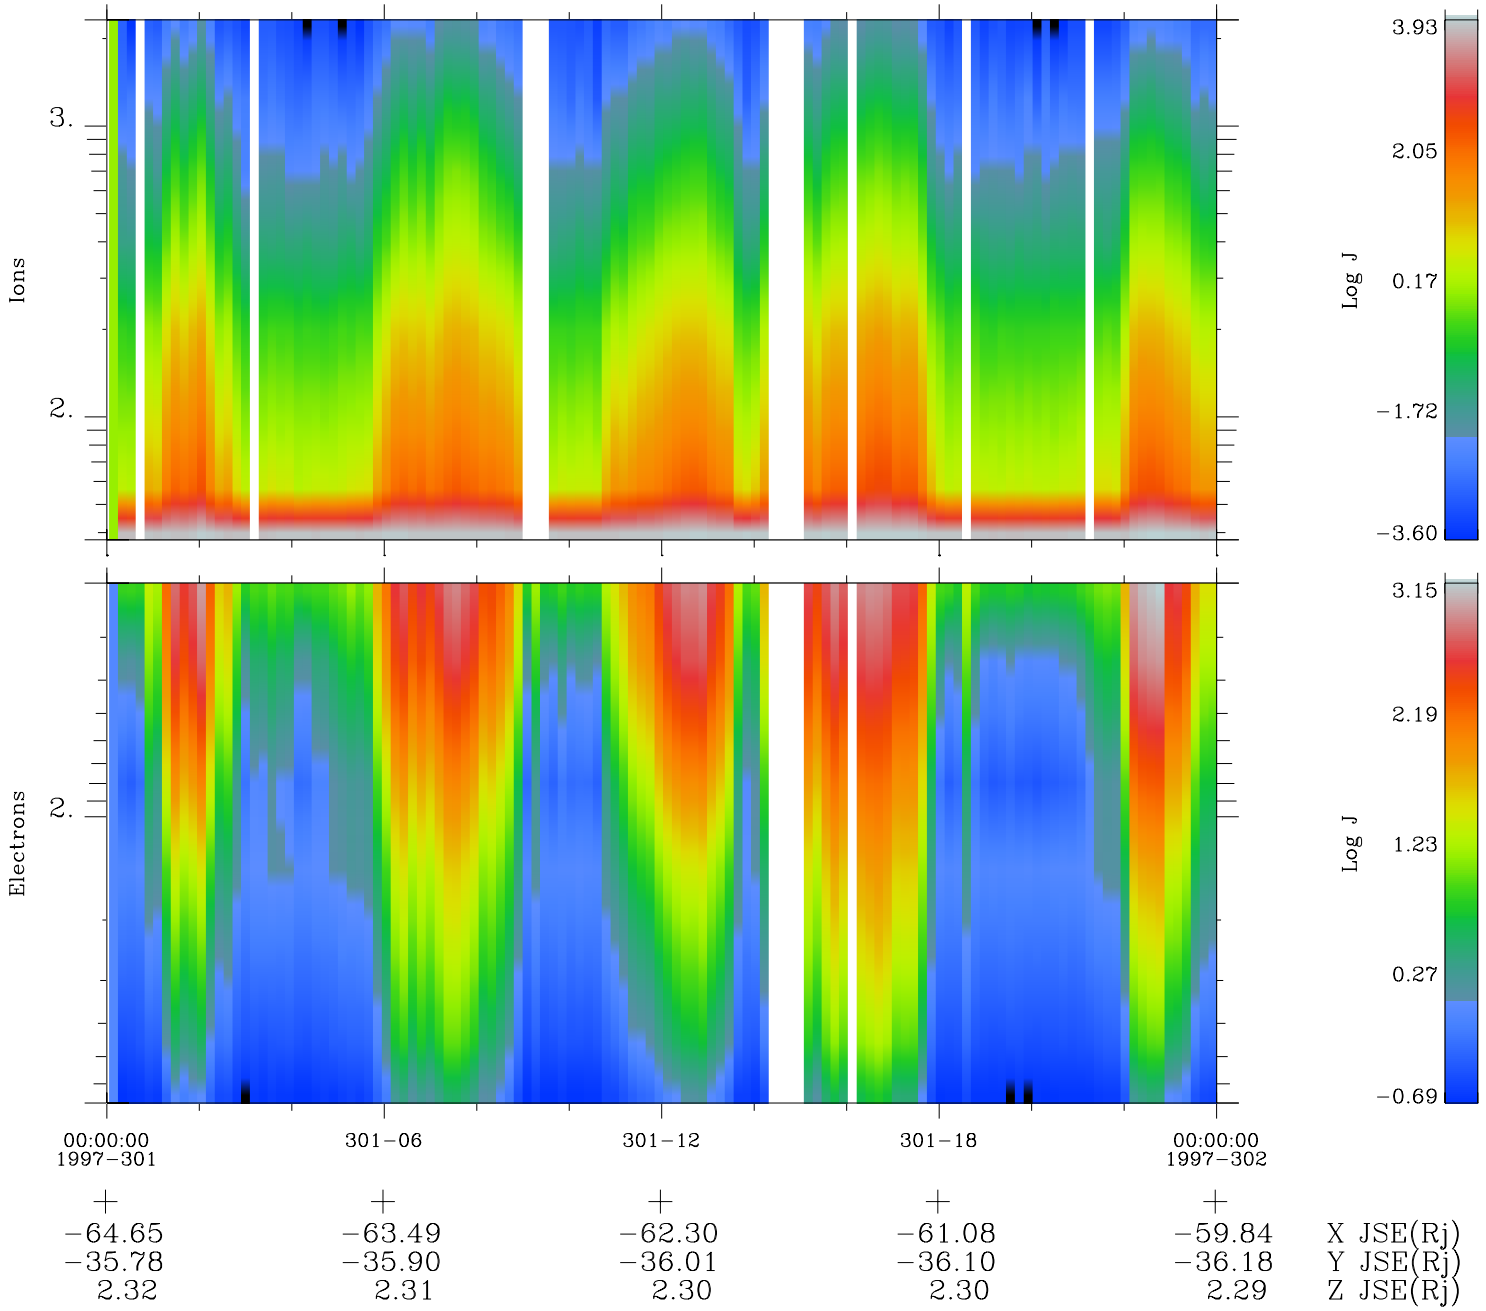 3.
2.
Ions
3.93
2.05
0.17
−1.72
−3.60
Log J
2.
Electrons
3.15
2.19
1.23
0.27
−0.69
Log J
00:00:00 301−06 301−12 301−18 00:00:00
1997−301 1997−302
−64.65 −63.49 −62.30 −61.08 −59.84 X JSE(Rj)
−35.78 −35.90 −36.01 −36.10 −36.18 Y JSE(Rj)
2.32 2.31 2.30 2.30 2.29 Z JSE(Rj)